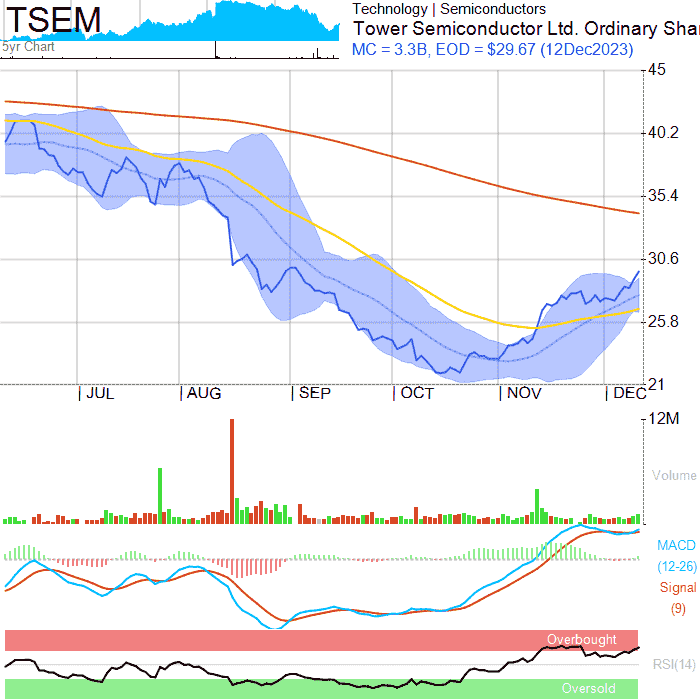 TSEM
5yr Chart
Technology | Semiconductors
Tower Semiconductor Ltd. Ordinary Shar
MC = 3.3B, EOD = $29.67 (12Dec2023)
45
40.2
35.4
30.6
25.8
21
JUL AUG SEP OCT NOV DEC
12M
Volume
MACD
(12-26)
Signal
(9)
Overbought
RSI(14)
Oversold